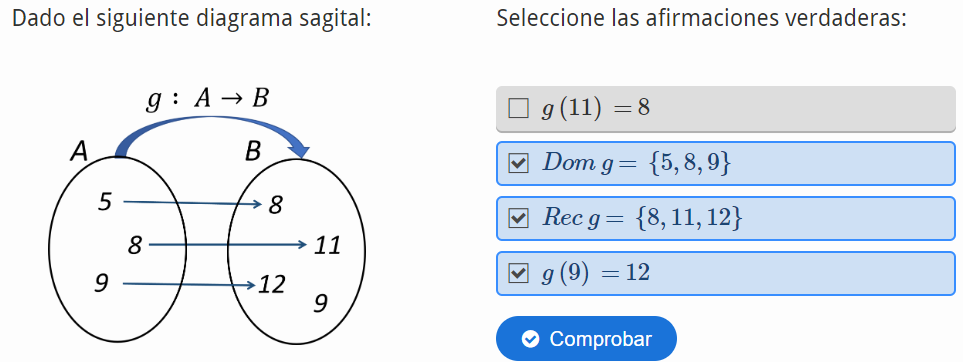 Dado el siguiente diagrama sagital:
Seleccione las afirmaciones verdaderas:
g : A → B
A
B
5
8
8
11
9
12
9
g (11) = 8
Dom g = {5, 8, 9}
Rec g = {8, 11, 12}
g (9) = 12
Comprobar